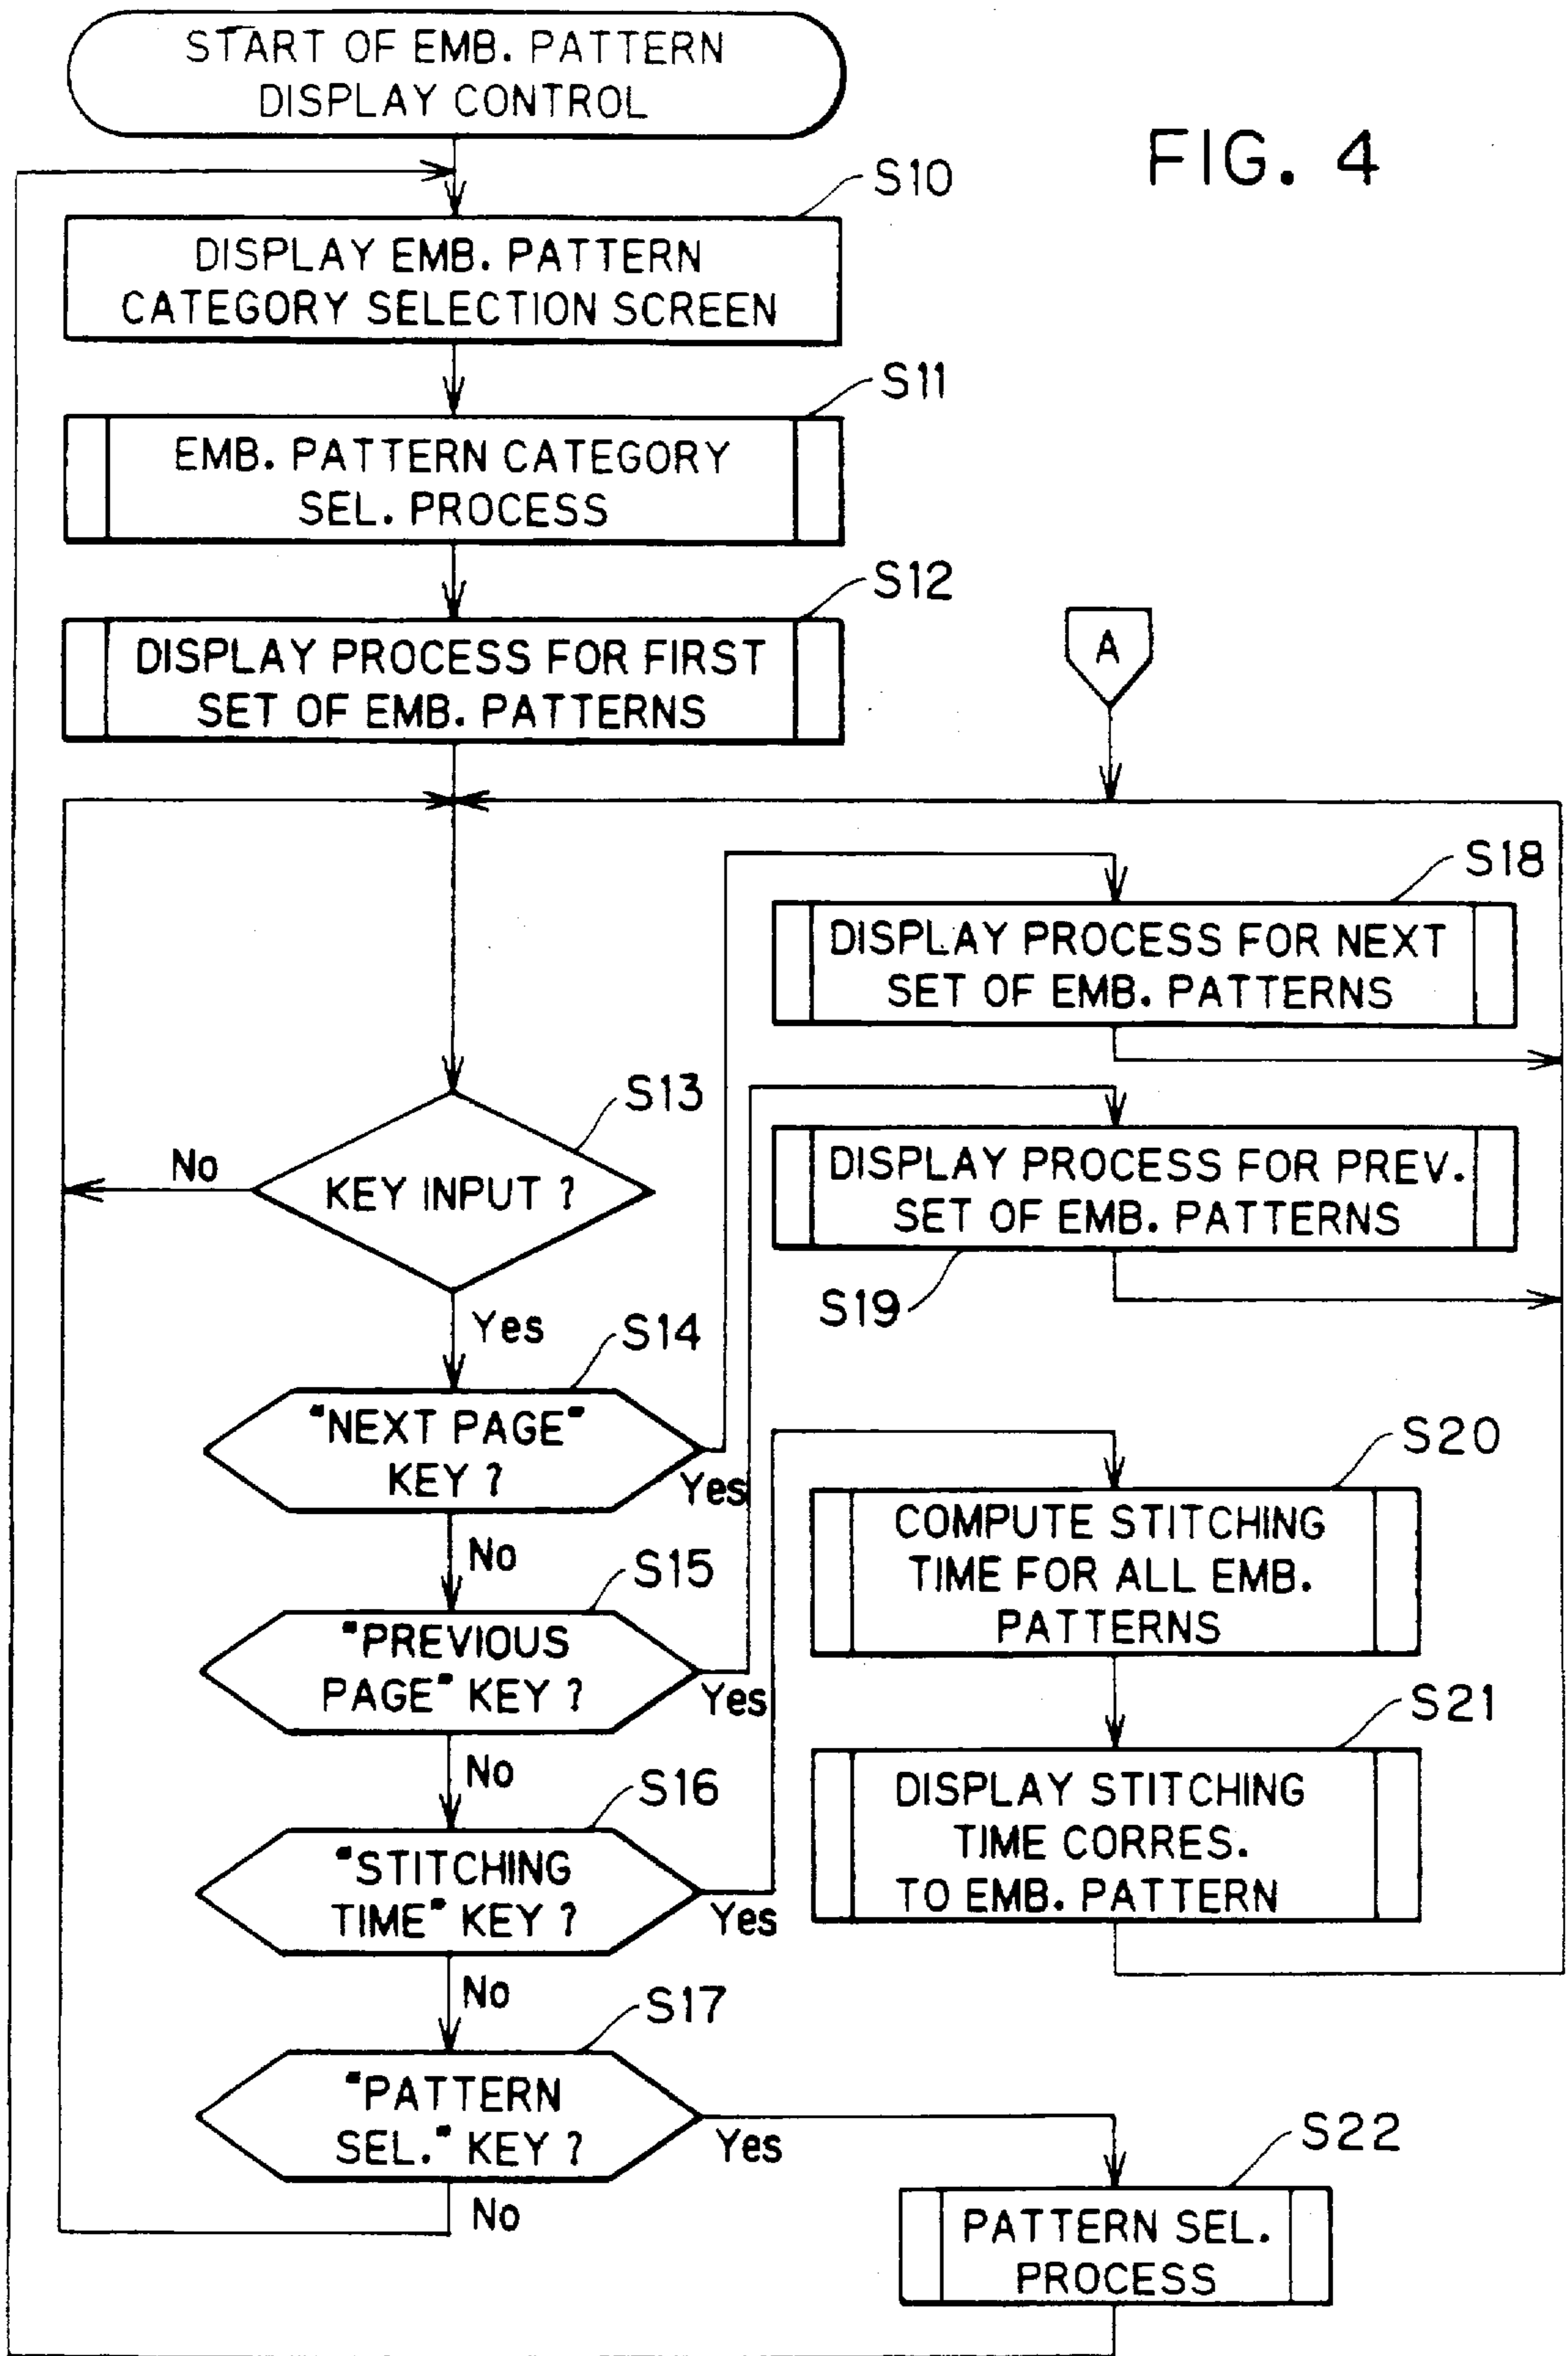 START OF EMB. PATTERN
DISPLAY CONTROL
FIG. 4
S10
DISPLAY EMB. PATTERN
CATEGORY SELECTION SCREEN
S11
EMB. PATTERN CATEGORY
SEL. PROCESS
S12
DISPLAY PROCESS FOR FIRST
SET OF EMB. PATTERNS
A
S18
DISPLAY PROCESS FOR NEXT
SET OF EMB. PATTERNS
S13
No
KEY INPUT ?
Yes
DISPLAY PROCESS FOR PREV.
SET OF EMB. PATTERNS
S19
S14
"NEXT PAGE"
KEY ?
Yes
No
S15
"PREVIOUS
PAGE" KEY ?
Yes
No
S20
COMPUTE STITCHING
TIME FOR ALL EMB.
PATTERNS
S21
DISPLAY STITCHING
TIME CORRES.
TO EMB. PATTERN
S16
"STITCHING
TIME" KEY ?
Yes
No
S17
"PATTERN
SEL." KEY ?
Yes
No
S22
PATTERN SEL.
PROCESS